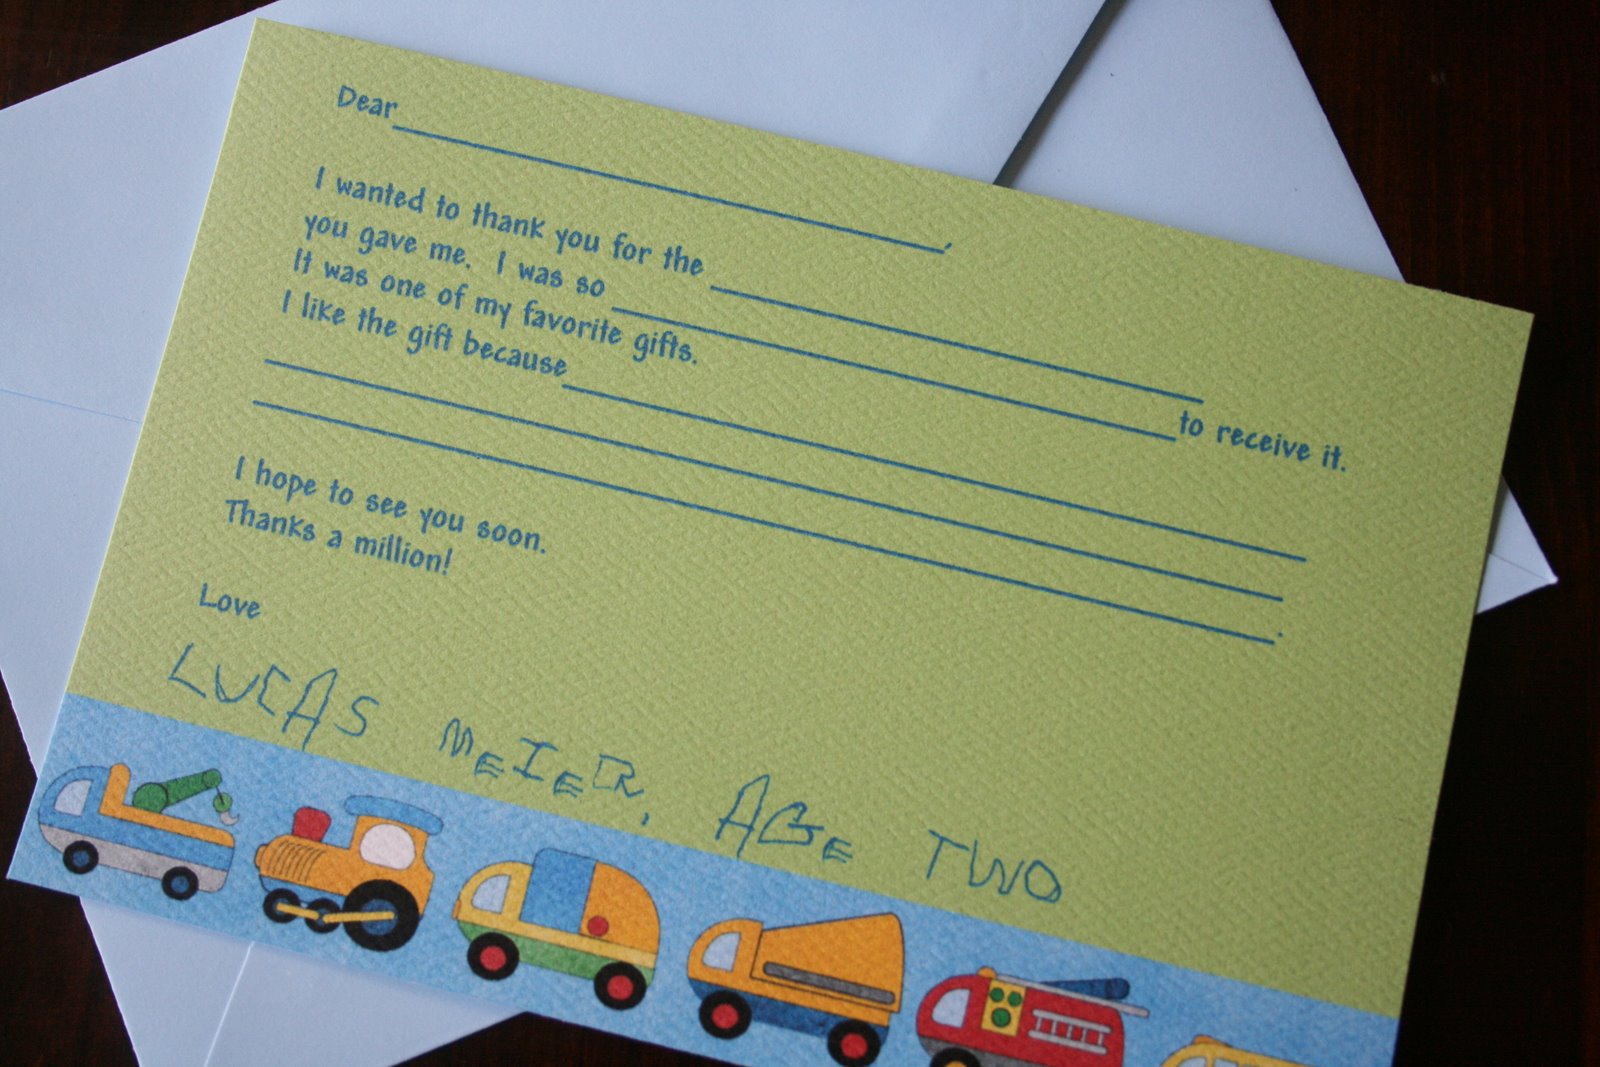 Dear ,
I wanted to thank you for the
you gave me. I was so to receive it.
It was one of my favorite gifts.
I like the gift because
.
I hope to see you soon.
Thanks a million!
Love
LUCAS MEIER, AGE TWO